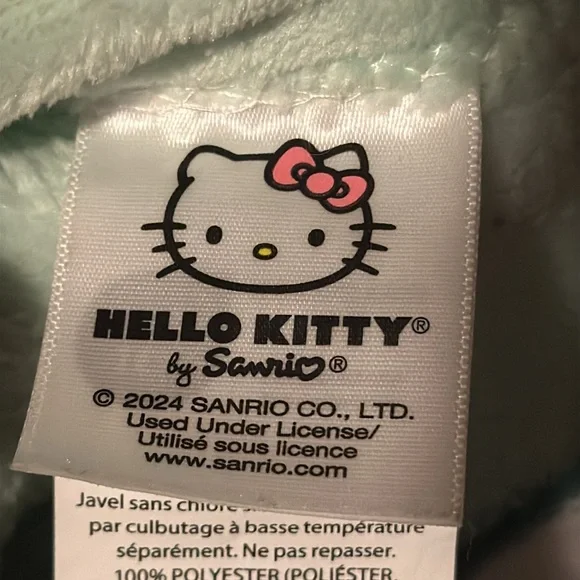 HELLO KITTY®
by Sanrio®
© 2024 SANRIO CO., LTD.
Used Under License/
Utilisé sous licence
www.sanrio.com
Javel sans chlore
par culbutage à basse température
séparément. Ne pas repasser.
100% POLYESTER (POLIÉSTER,